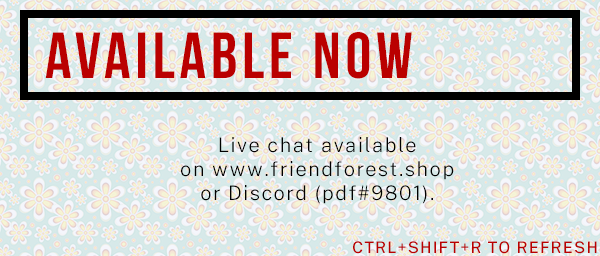 AVAILABLE NOW
Live chat available
on www.friendforest.shop
or Discord (pdf#9801).
CTRL+SHIFT+R TO REFRESH